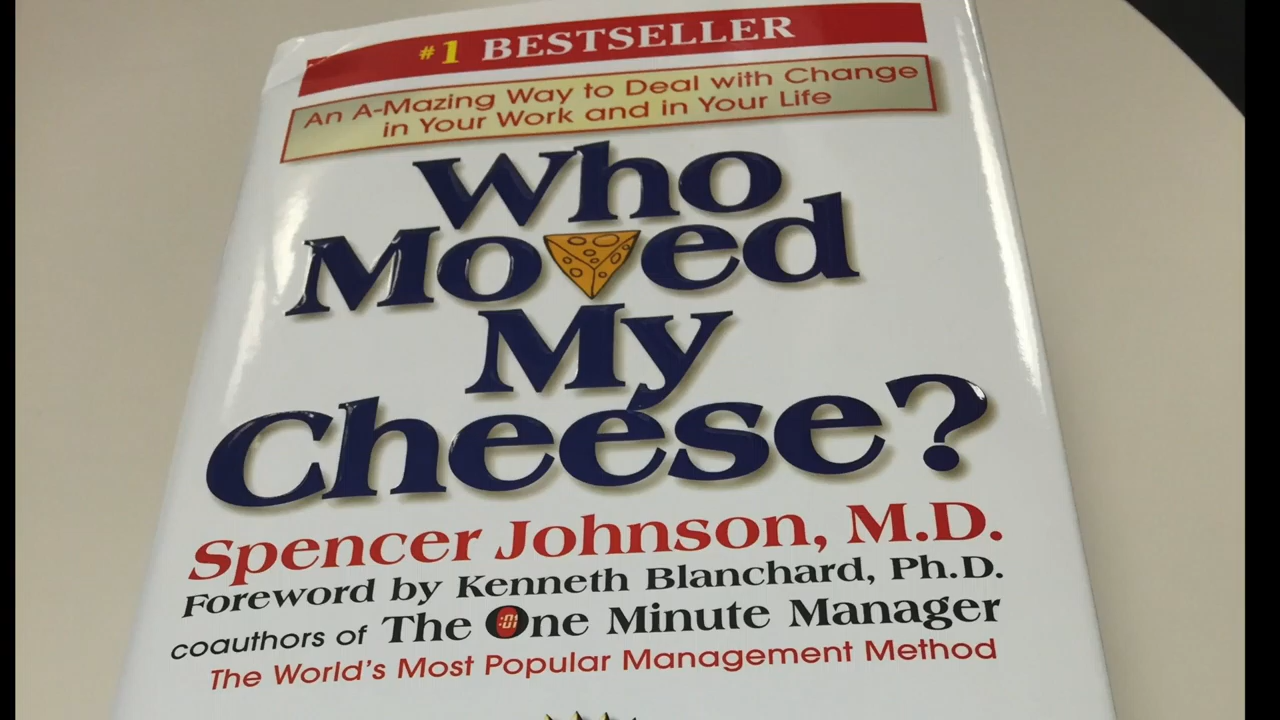 #1 BESTSELLER
An A-Mazing Way to Deal with Change
in Your Work and in Your Life
Who
Moved
My
Cheese?
Spencer Johnson, M.D.
Foreword by Kenneth Blanchard, Ph.D.
coauthors of The One Minute Manager
The World's Most Popular Management Method